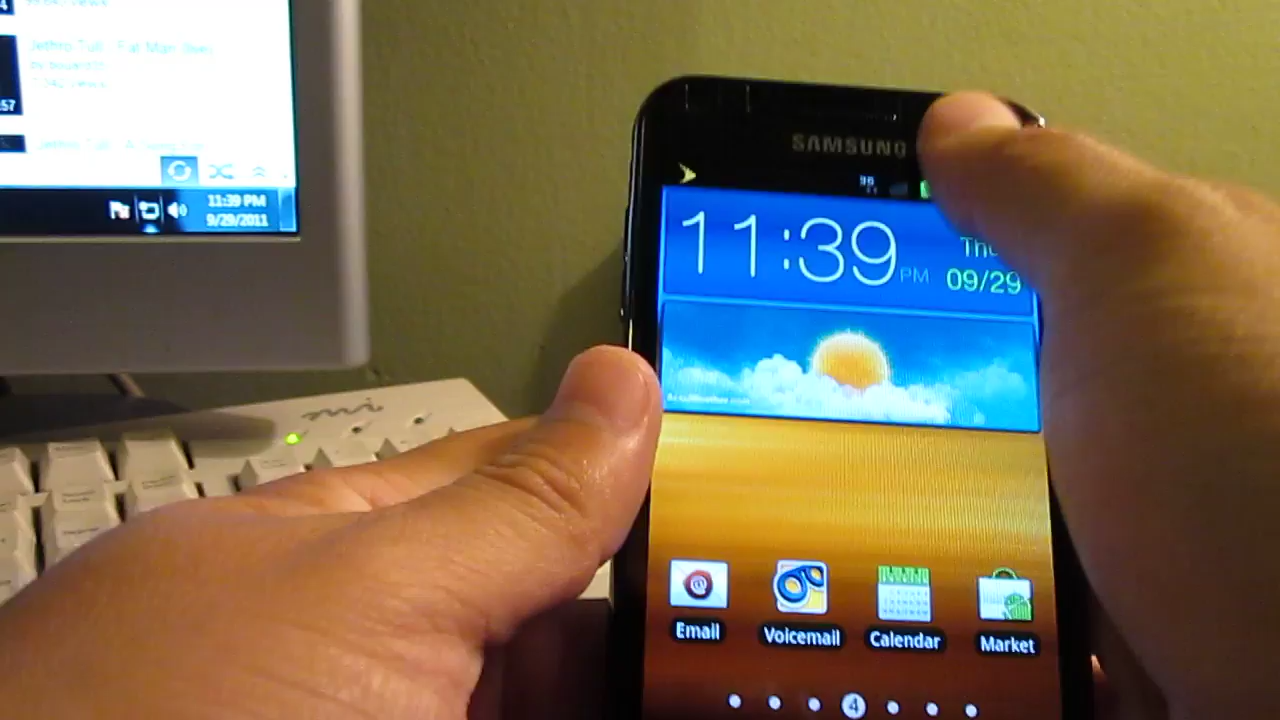 Jethro Tull - Fat Man (live)
11:39 PM
9/29/2011
SAMSUNG
11:39 PM
09/29
Email
Voicemail
Calendar
Market
4